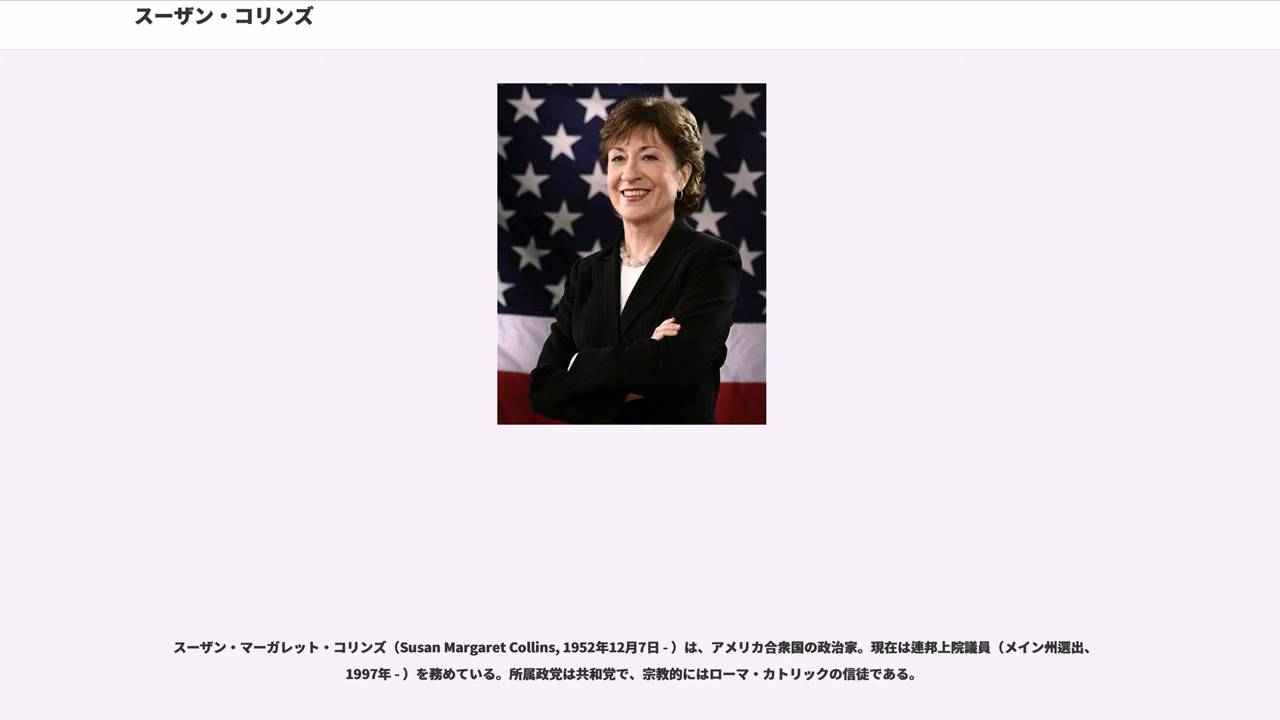 スーザン・コリンズ
スーザン・マーガレット・コリンズ（Susan Margaret Collins, 1952年12月7日 - ）は、アメリカ合衆国の政治家。現在は連邦上院議員（メイン州選出、
1997年 - ）を務めている。所属政党は共和党で、宗教的にはローマ・カトリックの信徒である。